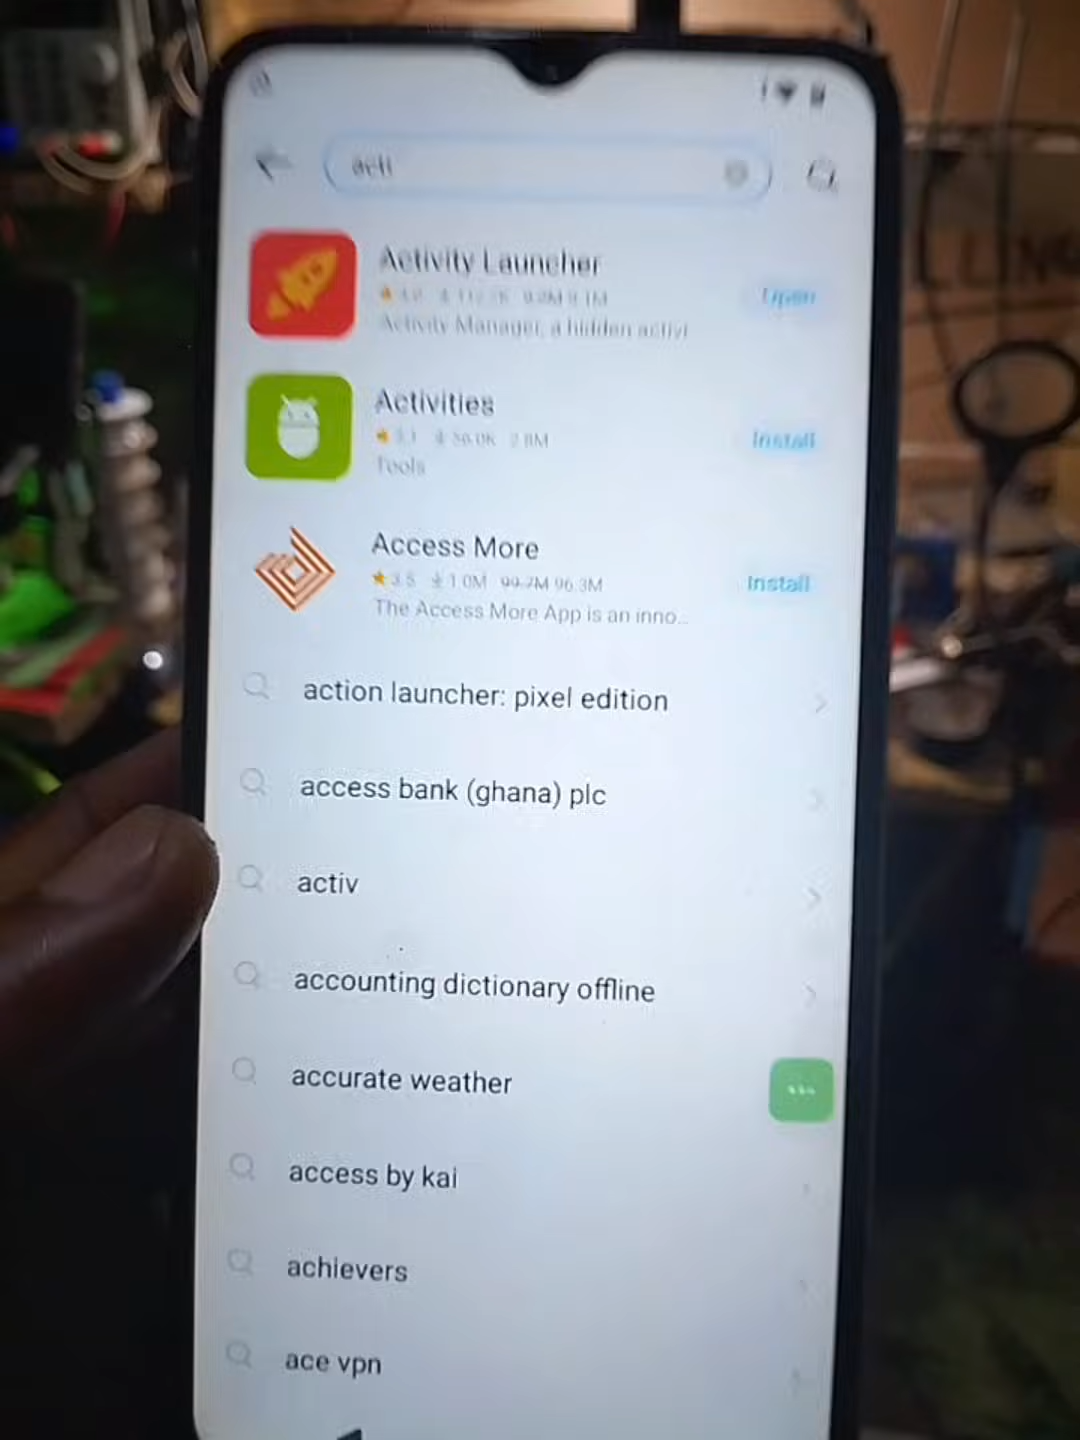 acti
Activity Launcher
Open
Activity Manager, a hidden activi
Activities
Install
Tools
Access More
3.5 1.0M 99.7M 96.3M
Install
The Access More App is an inno...
action launcher: pixel edition
access bank (ghana) plc
activ
accounting dictionary offline
accurate weather
access by kai
achievers
ace vpn